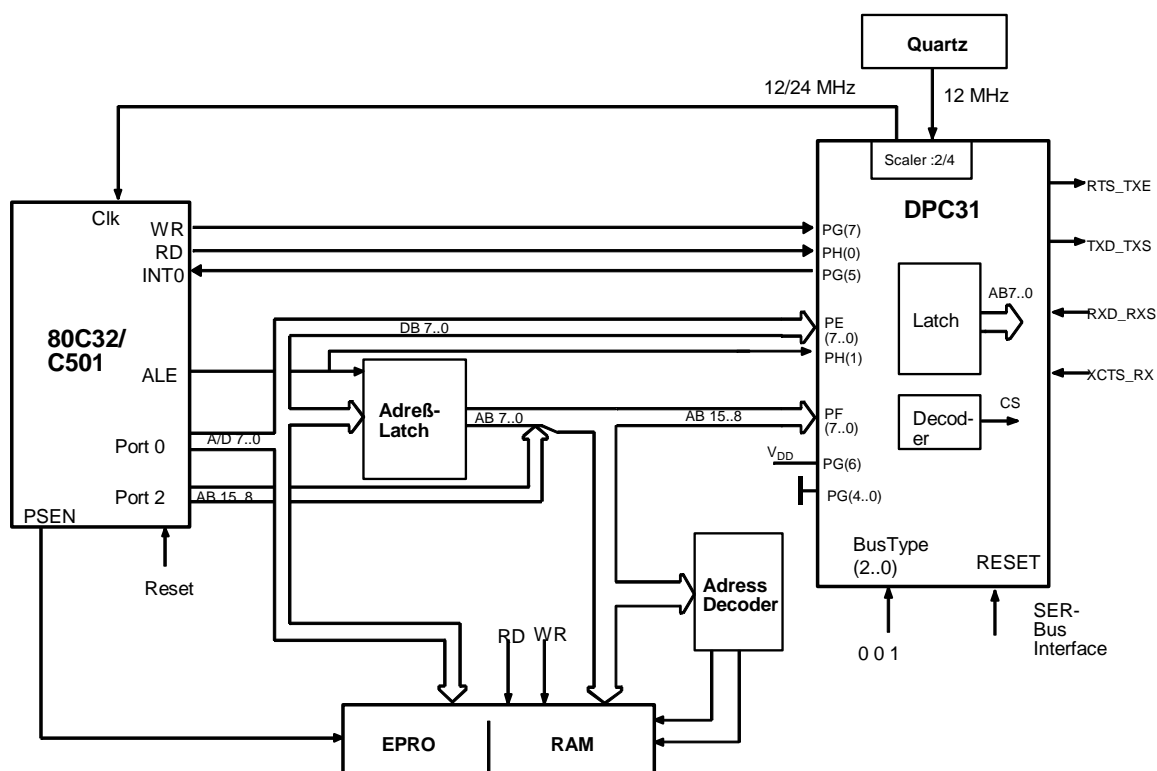 Quartz
12/24 MHz
12 MHz
Scaler :2/4
DPC31
RTS_TXE
TXD_TXS
RXD_RXS
XCTS_RX
Clk
WR
RD
INT0
80C32/
C501
ALE
Port 0
Port 2
PSEN
Reset
A/D 7..0
AB 15..8
DB 7..0
Adreß-
Latch
AB 7..0
AB 15..8
PG(7)
PH(0)
PG(5)
PE
(7..0)
PH(1)
PF
(7..0)
VDD
PG(6)
PG(4..0)
Latch
AB7..0
Decod-
er
CS
BusType
(2..0)
RESET
0 0 1
SER-
Bus
Interface
Adress
Decoder
RD
WR
EPRO
RAM